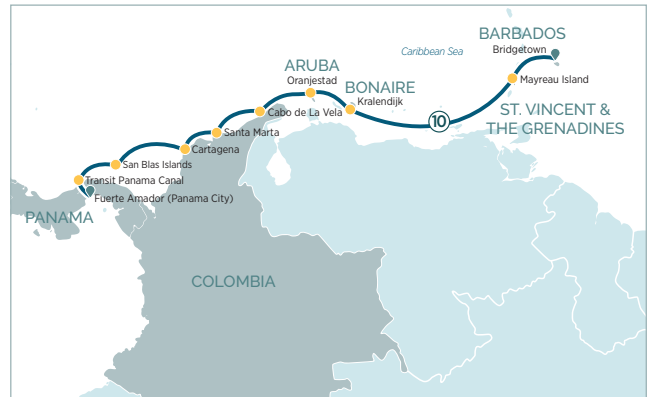 BARBADOS
Bridgetown
Caribbean Sea
ARUBA
Oranjestad
BONAIRE
Kralendijk
Mayreau Island
ST. VINCENT &
THE GRENADINES
10
Cabo de La Vela
Santa Marta
Cartagena
San Blas Islands
Transit Panama Canal
Fuerte Amador (Panama City)
PANAMA
COLOMBIA